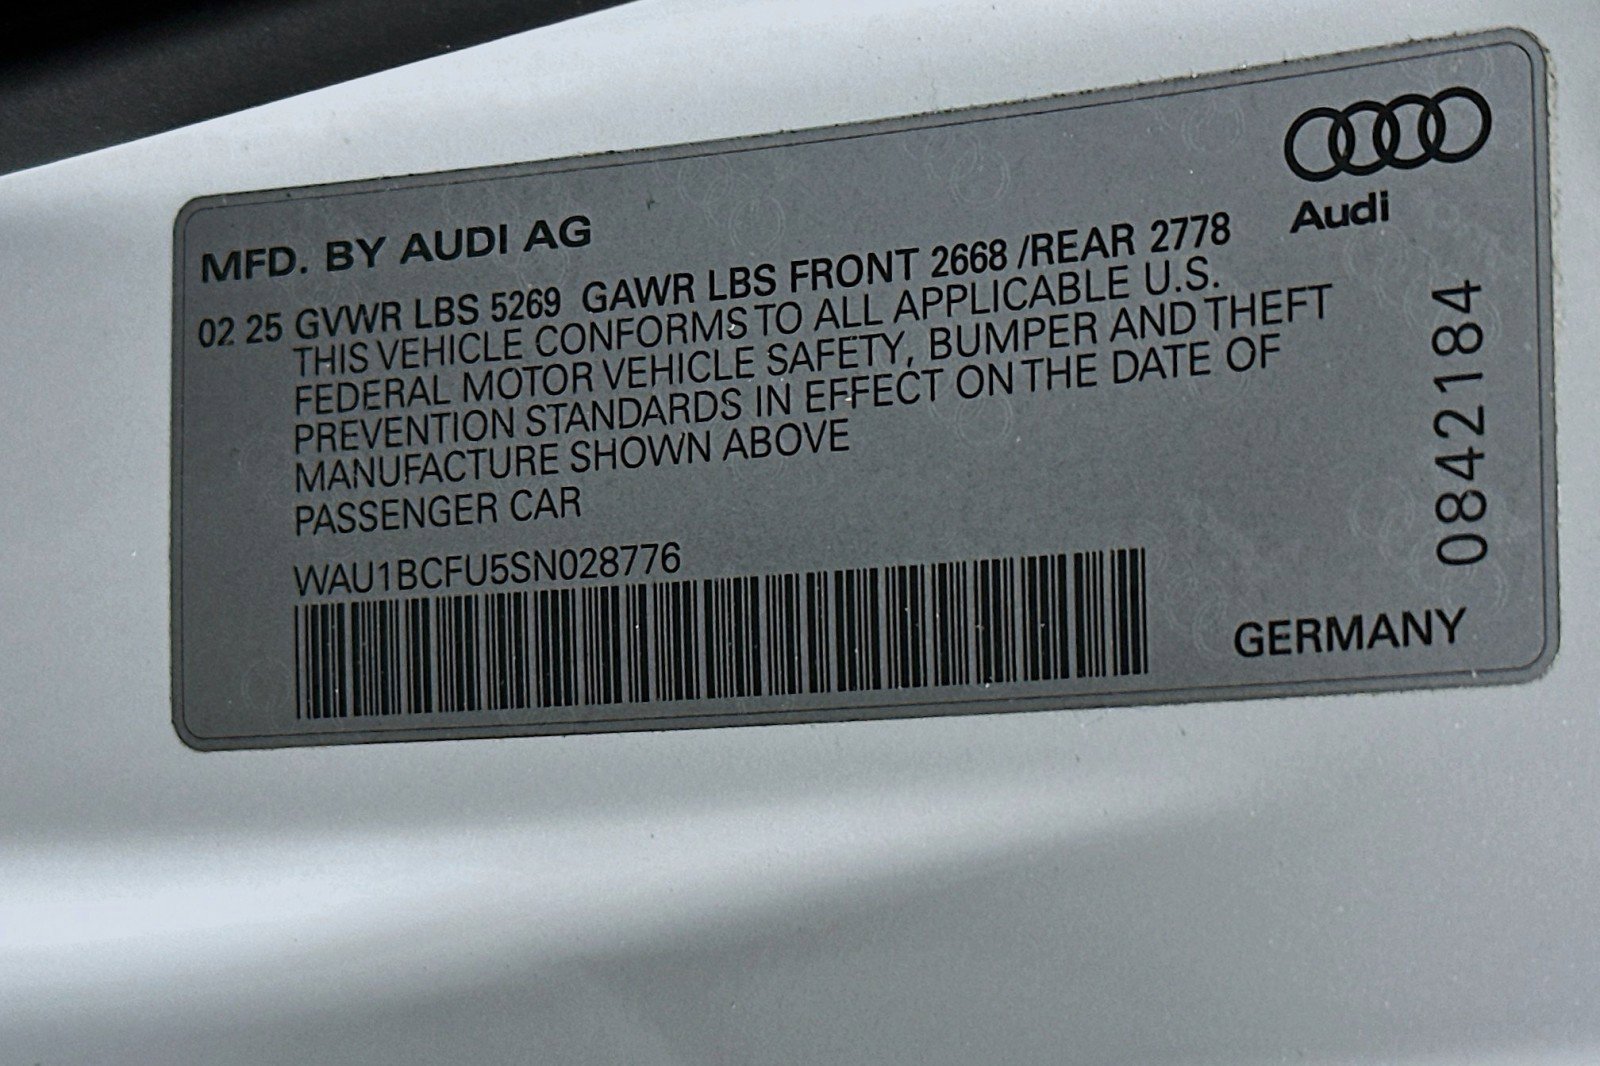 Audi
MFD. BY AUDI AG
02 25 GVWR LBS 5269 GAWR LBS FRONT 2668 /REAR 2778
THIS VEHICLE CONFORMS TO ALL APPLICABLE U.S.
FEDERAL MOTOR VEHICLE SAFETY, BUMPER AND THEFT
PREVENTION STANDARDS IN EFFECT ON THE DATE OF
MANUFACTURE SHOWN ABOVE
PASSENGER CAR
WAU1BCFU5SN028776
0842184
GERMANY